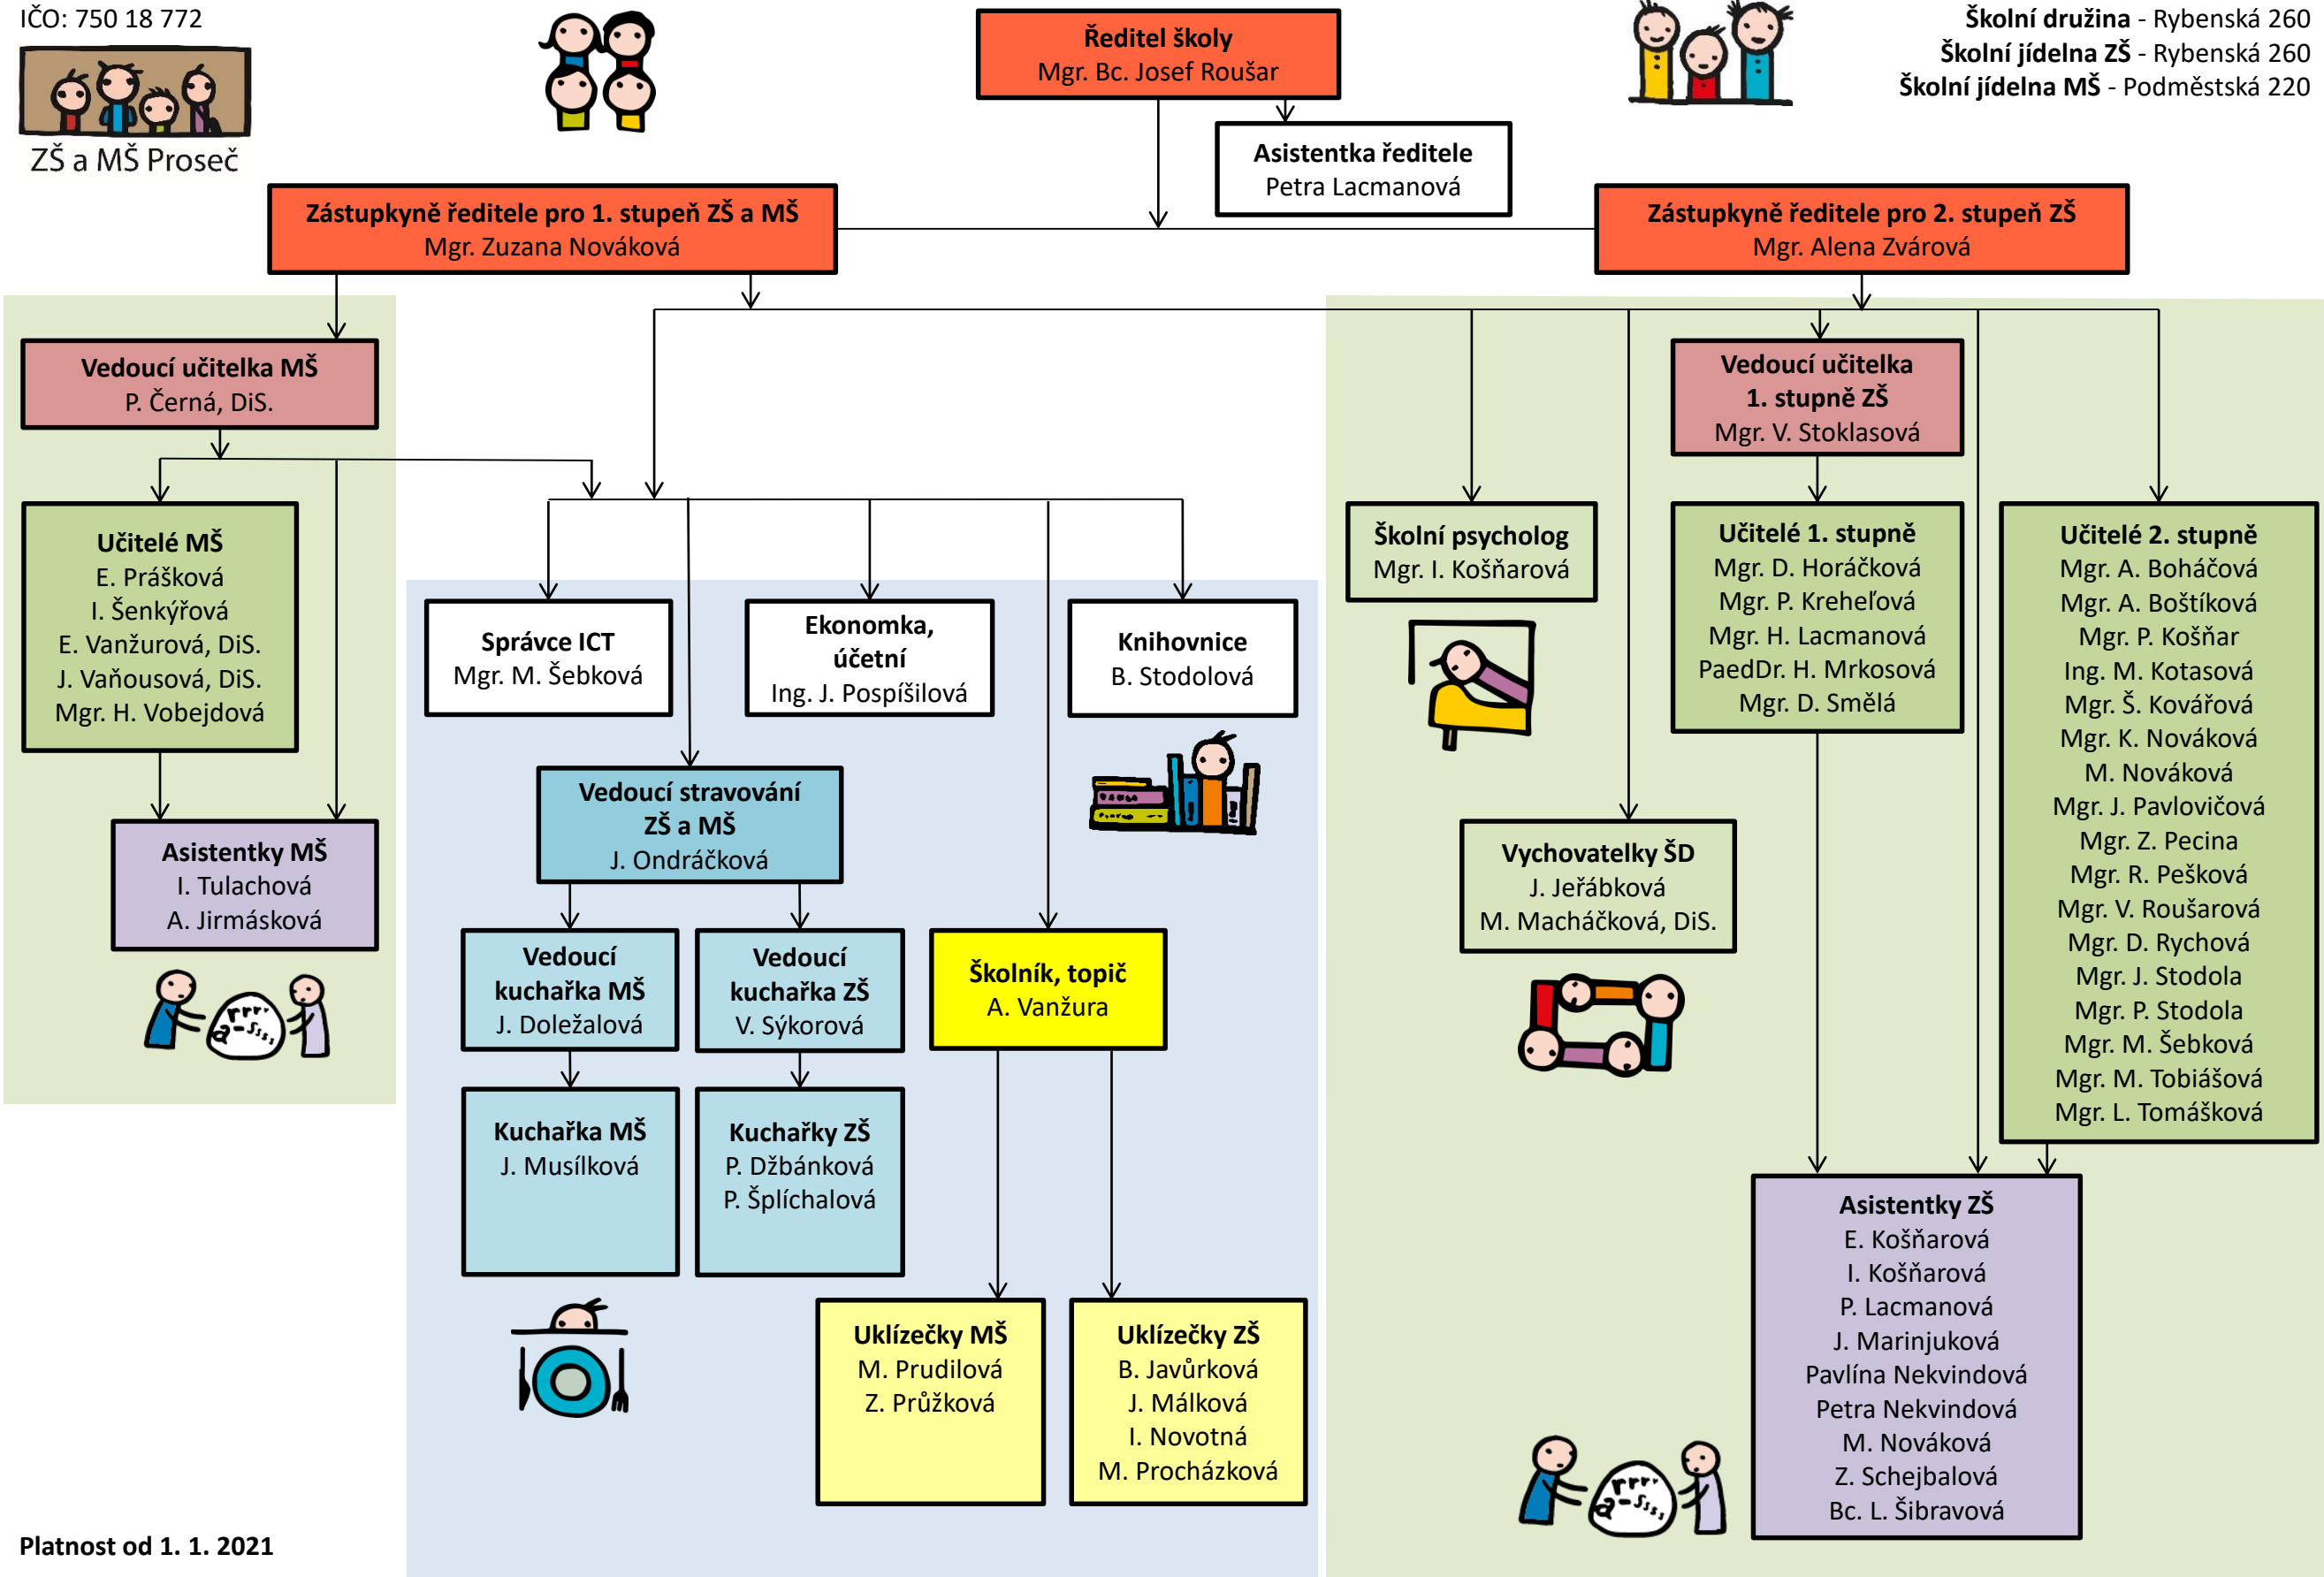 IČO: 750 18 772
ZŠ a MŠ Proseč
Ředitel školy
Mgr. Bc. Josef Roušar
Školní družina - Rybenská 260
Školní jídelna ZŠ - Rybenská 260
Školní jídelna MŠ - Podměstská 220
Asistentka ředitele
Petra Lacmanová
Zástupkyně ředitele pro 1. stupeň ZŠ a MŠ
Mgr. Zuzana Nováková
Zástupkyně ředitele pro 2. stupeň ZŠ
Mgr. Alena Zvárová
Vedoucí učitelka MŠ
P. Černá, DiS.
Vedoucí učitelka
1. stupně ZŠ
Mgr. V. Stoklasová
Učitelé MŠ
E. Prášková
I. Šenkýřová
E. Vanžurová, DiS.
J. Vaňousová, DiS.
Mgr. H. Vobejdová
Asistentky MŠ
I. Tulachová
A. Jirmásková
rrrr
a-ssss
Správce ICT
Mgr. M. Šebková
Ekonomka,
účetní
Ing. J. Pospíšilová
Knihovnice
B. Stodolová
Vedoucí stravování
ZŠ a MŠ
J. Ondráčková
Vedoucí
kuchařka MŠ
J. Doležalová
Vedoucí
kuchařka ZŠ
V. Sýkorová
Školník, topič
A. Vanžura
Kuchařka MŠ
J. Musílková
Kuchařky ZŠ
P. Džbánková
P. Šplíchalová
Uklízečky MŠ
M. Prudilová
Z. Průžková
Uklízečky ZŠ
B. Javůrková
J. Málková
I. Novotná
M. Procházková
Školní psycholog
Mgr. I. Košňarová
Učitelé 1. stupně
Mgr. D. Horáčková
Mgr. P. Kreheľová
Mgr. H. Lacmanová
PaedDr. H. Mrkosová
Mgr. D. Smělá
Učitelé 2. stupně
Mgr. A. Boháčová
Mgr. A. Boštíková
Mgr. P. Košňar
Ing. M. Kotasová
Mgr. Š. Kovářová
Mgr. K. Nováková
M. Nováková
Mgr. J. Pavlovičová
Mgr. Z. Pecina
Mgr. R. Pešková
Mgr. V. Roušarová
Mgr. D. Rychová
Mgr. J. Stodola
Mgr. P. Stodola
Mgr. M. Šebková
Mgr. M. Tobiášová
Mgr. L. Tomášková
Vychovatelky ŠD
J. Jeřábková
M. Macháčková, DiS.
Asistentky ZŠ
E. Košňarová
I. Košňarová
P. Lacmanová
J. Marinjuková
Pavlína Nekvindová
Petra Nekvindová
M. Nováková
Z. Schejbalová
Bc. L. Šibravová
rrrr
a-ssss
Platnost od 1. 1. 2021